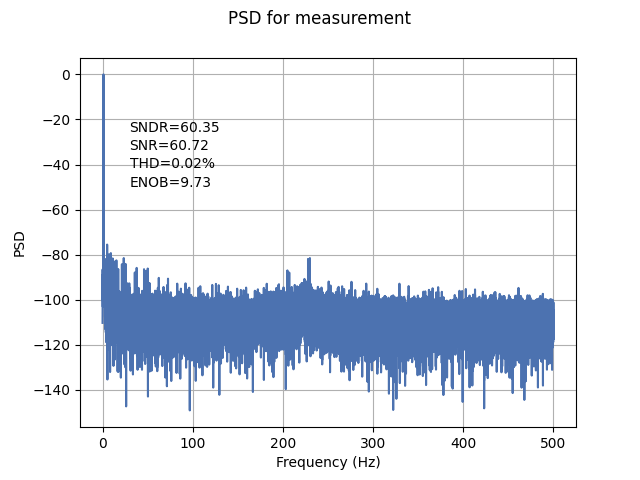 PSD for measurement
0
−20
−40
−60
−80
−100
−120
−140
PSD
SNDR=60.35
SNR=60.72
THD=0.02%
ENOB=9.73
0 100 200 300 400 500
Frequency (Hz)